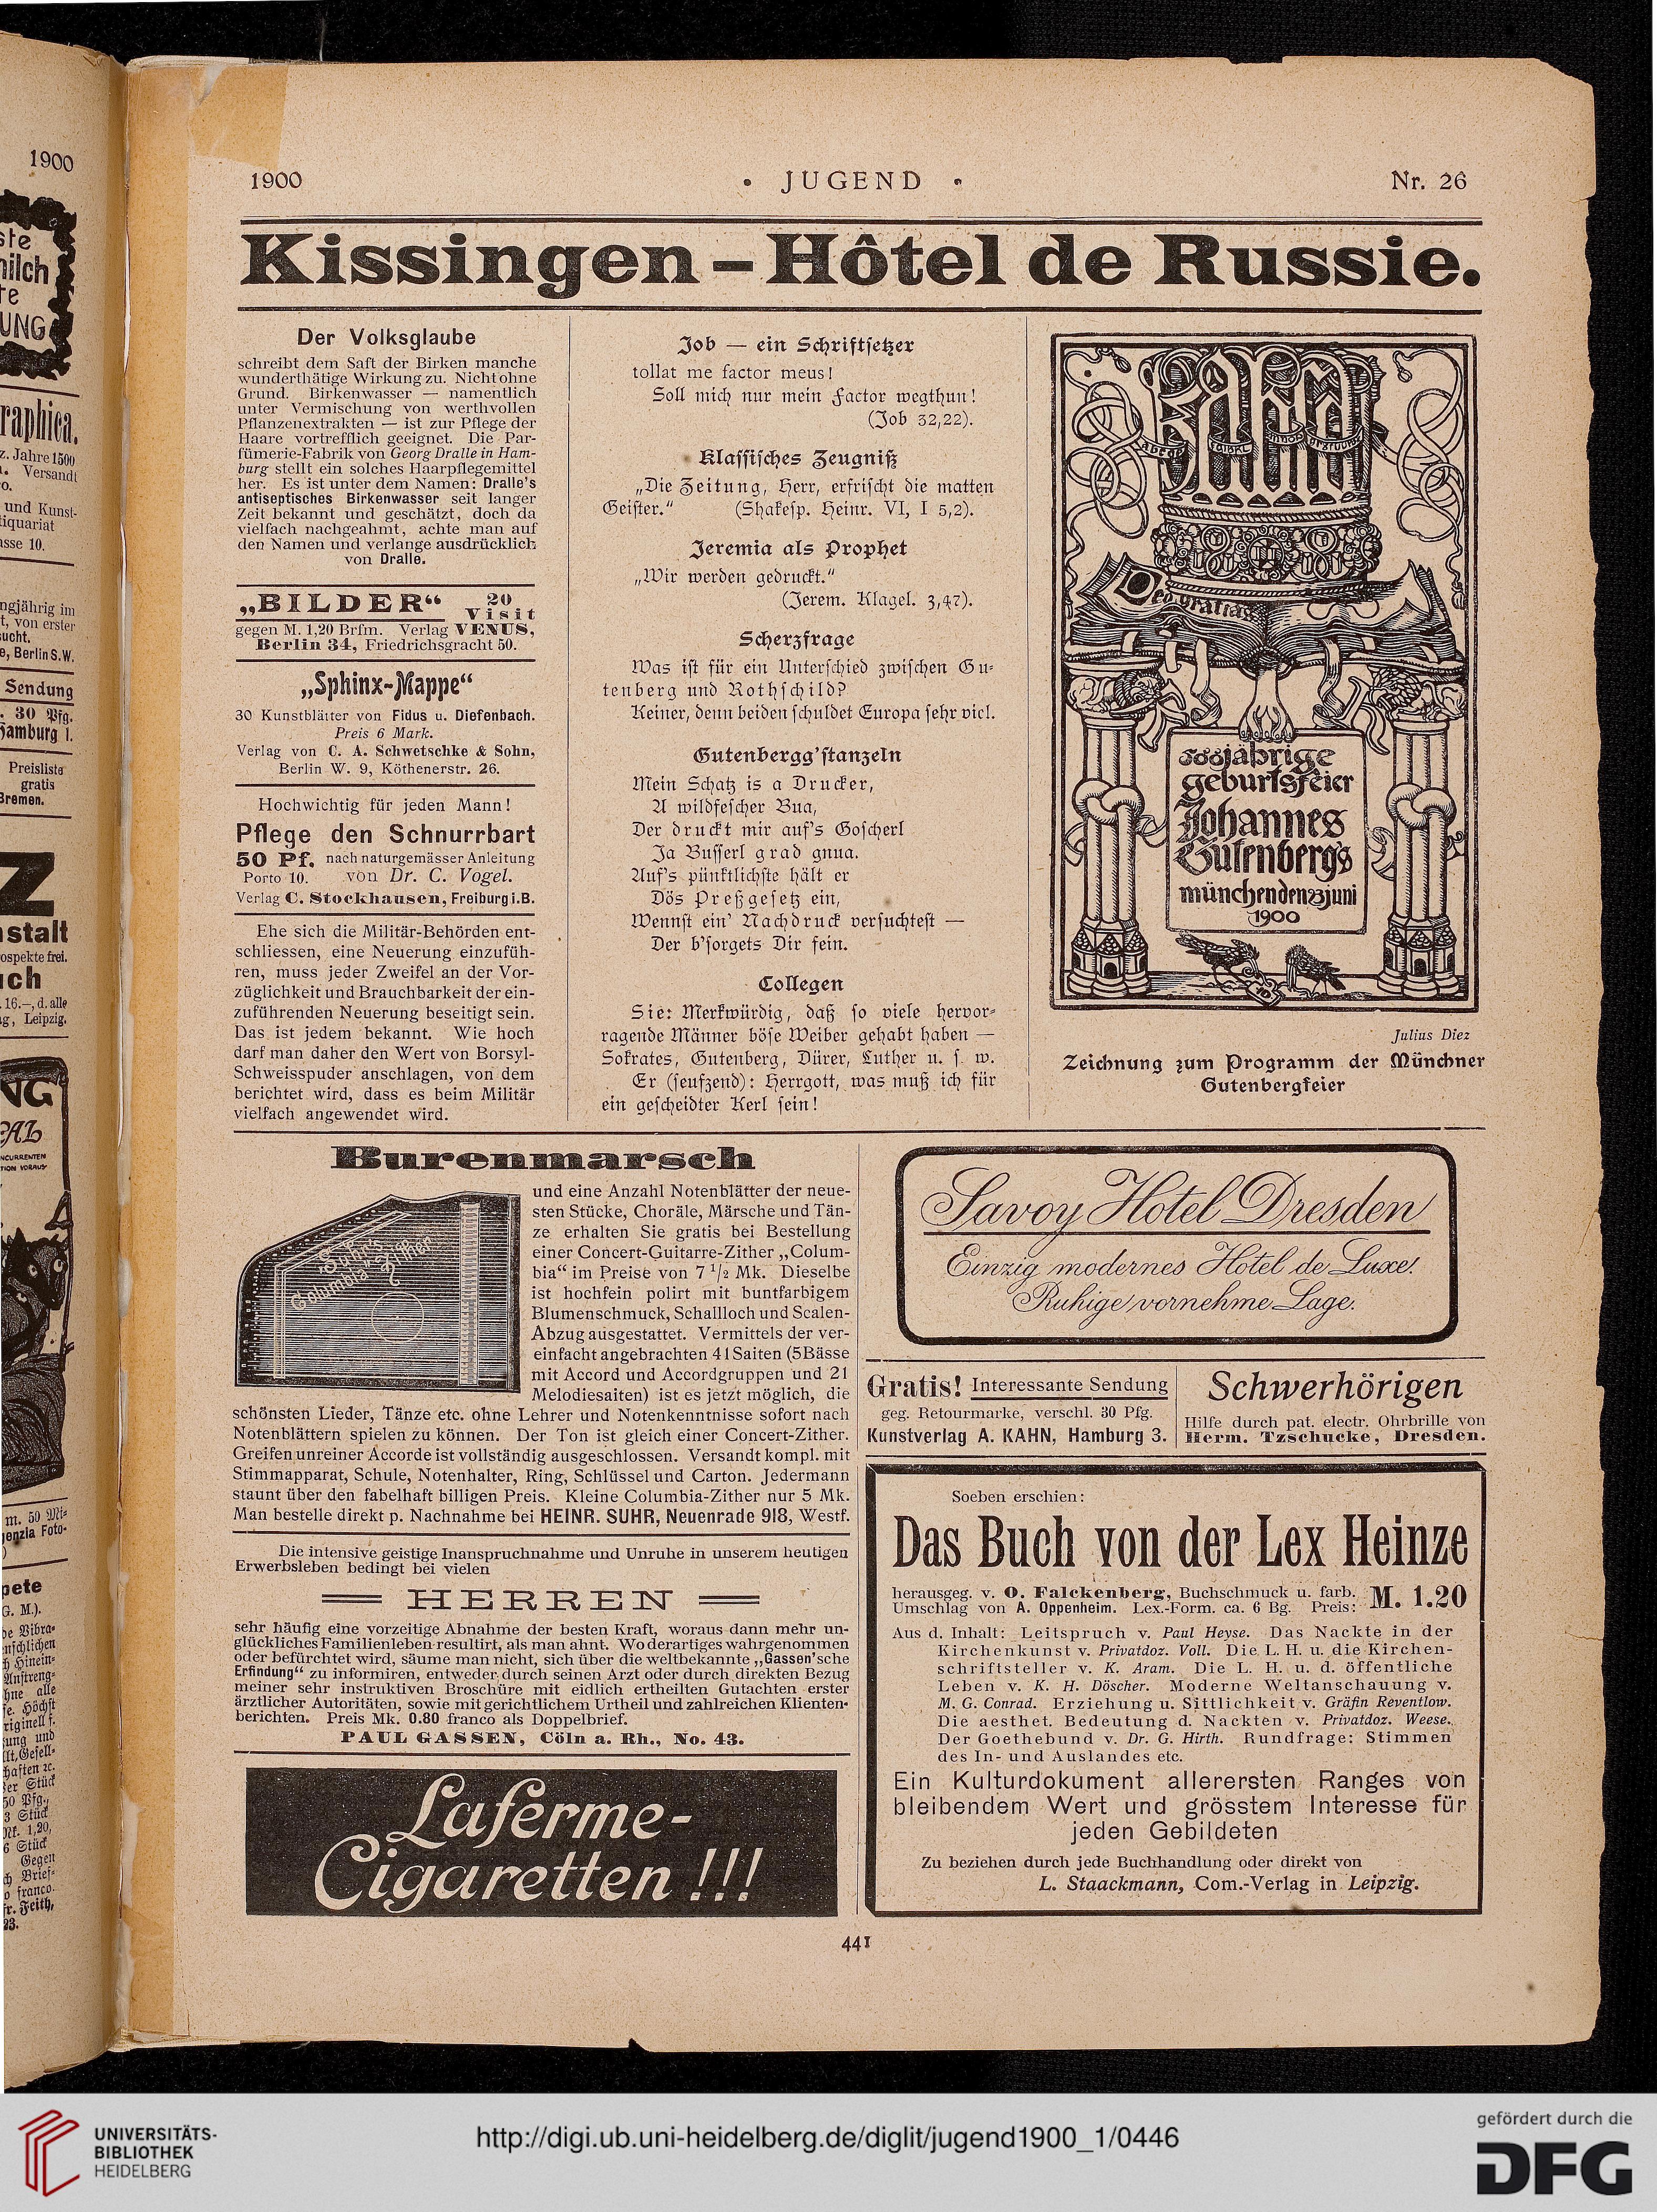 1900
• JUGEND •
Nr. 26
Kissingen – Hôtel de Russie.
Der Volksglaube
schreibt dem Saft der Birken manche
wunderthätige Wirkung zu. Nicht ohne
Grund. Birkenwasser — namentlich
unter Vermischung von werthvollen
Pflanzenextrakten — ist zur Pflege der
Haare vortrefflich geeignet. Die Par-
fümerie-Fabrik von Georg Dralle in Ham-
burg stellt ein solches Haarpflegemittel
her. Es ist unter dem Namen: Dralle's
antiseptisches Birkenwasser seit langer
Zeit bekannt und geschätzt, doch da
vielfach nachgeahmt, achte man auf
den Namen und verlange ausdrücklich
von Dralle.
„BILDER“ 20 Visit
gegen M. 1,20 Brfm. Verlag VENUS,
Berlin 34, Friedrichsgracht 50.
„Sphinx-Mappe“
30 Kunstblätter von Fidus u. Diefenbach.
Preis 6 Mark.
Verlag von C. A. Schwetschke & Sohn,
Berlin W. 9, Köthenerstr. 26.
Hochwichtig für jeden Mann!
Pflege den Schnurrbart
50 Pf. nach naturgemässer Anleitung
Porto 10. von Dr. C. Vogel.
Verlag C. Stockhausen, Freiburg i.B.
Ehe sich die Militär-Behörden ent-
schliessen, eine Neuerung einzufüh-
ren, muss jeder Zweifel an der Vor-
züglichkeit und Brauchbarkeit der ein-
zuführenden Neuerung beseitigt sein.
Das ist jedem bekannt. Wie hoch
darf man daher den Wert von Borsyl-
Schweisspuder anschlagen, von dem
berichtet wird, dass es beim Militär
vielfach angewendet wird.
Job — ein Schriftsetzer
tollat me factor meus!
Soll mich nur mein Factor wegthun!
(Job 32,22).
Klassisches Zeugniß
„Die Zeitung, Herr, erfrischt die matten
Geister.“ (Shakesp. Heinr. VI, I 5,2).
Jeremia als Prophet
„Wir werden gedruckt.“
(Jerem. Klagel. 3,47).
Scherzfrage
Was ist für ein Unterschied zwischen Gu-
tenberg und Rothschild?
Keiner, denn beiden schuldet Europa sehr viel.
Gutenbergg'stanzeln
Mein Schatz is a Drucker,
A wildfescher Bua,
Der druckt mir auf's Goscherl
Ja Busserl grad gnua.
Auf's pünktlichste hält er
Dös Preßgesetz ein,
Wennst ein' Nachdruck versuchtest —
Der b'sorgets Dir fein.
Collegen
Sie: Merkwürdig, daß so viele hervor-
ragende Männer böse Weiber gehabt haben —
Sokrates, Gutenberg, Dürer, Luther u. s. w.
Er (seufzend): Herrgott, was muß ich für
ein gescheidter Kerl sein!
Deo gratias
500jährige
geburtsfeier
Johannes
Gutenbergs
münchenden23juni
1900
JD
Julius Diez
Zeichnung zum Programm der Münchner
Gutenbergfeier
Burenmarsch
Suhr's Zither
Columbia
und eine Anzahl Notenblätter der neue-
sten Stücke, Choräle, Märsche und Tän-
ze erhalten Sie gratis bei Bestellung
einer Concert-Guitarre-Zither „Colum-
bia“ im Preise von 7 1/2 Mk. Dieselbe
ist hochfein polirt mit buntfarbigem
Blumenschmuck, Schallloch und Scalen-
Abzug ausgestattet. Vermittels der ver-
einfacht angebrachten 41 Saiten (5 Bässe
mit Accord und Accordgruppen und 21
Melodiesaiten) ist es jetzt möglich, die
schönsten Lieder, Tänze etc. ohne Lehrer und Notenkenntnisse sofort nach
Notenblättern spielen zu können. Der Ton ist gleich einer Concert-Zither.
Greifen unreiner Accorde ist vollständig ausgeschlossen. Versandt kompl. mit
Stimmapparat, Schule, Notenhalter, Ring, Schlüssel und Carton. Jedermann
staunt über den fabelhaft billigen Preis. Kleine Columbia-Zither nur 5 Mk.
Man bestelle direkt p. Nachnahme bei HEINR. SUHR, Neuenrade 918, Westf.
Die intensive geistige Inanspruchnahme und Unruhe in unserem heutigen
Erwerbsleben bedingt bei vielen
HERREN
sehr häufig eine vorzeitige Abnahme der besten Kraft, woraus dann mehr un-
glückliches Familienleben resultirt, als man ahnt. Wo derartiges wahrgenommen
oder befürchtet wird, säume man nicht, sich über die weltbekannte „Gassen'sche
Erfindung“ zu informiren, entweder durch seinen Arzt oder durch direkten Bezug
meiner sehr instruktiven Broschüre mit eidlich ertheilten Gutachten erster
ärztlicher Autoritäten, sowie mit gerichtlichem Urtheil und zahlreichen Klienten-
berichten. Preis Mk. 0.80 franco als Doppelbrief.
PAUL GASSEN, Cöln a. Rh., No. 43.
Laferme-
Cigaretten !!!
Savoy Hotel Dresden
Einzig modernes Hotel de Luxe!
Ruhige, vornehme Lage.
Gratis! Interessante Sendung
geg. Retourmarke, verschl. 30 Pfg.
Kunstverlag A. KAHN, Hamburg 3.
Schwerhörigen
Hilfe durch pat. electr. Ohrbrille von
Herm. Tzschucke, Dresden.
Soeben erschien:
Das Buch von der Lex Heinze
herausgeg. v. O. Falckenberg, Buchschmuck u. farb.
Umschlag von A. Oppenheim. Lex.-Form. ca. 6 Bg. Preis: M. 1.20
Aus d. Inhalt: Leitspruch v. Paul Heyse. Das Nackte in der
Kirchenkunst v. Privatdoz. Voll. Die L. H. u. die Kirchen-
schriftsteller v. K. Aram. Die L. H. u. d. öffentliche
Leben v. K. H. Döscher. Moderne Weltanschauung v.
M. G. Conrad. Erziehung u. Sittlichkeit v. Gräfin Reventlow.
Die aesthet. Bedeutung d. Nackten v. Privatdoz. Weese.
Der Goethebund v. Dr. G. Hirth. Rundfrage: Stimmen
des In- und Auslandes etc.
Ein Kulturdokument allerersten Ranges von
bleibendem Wert und grösstem Interesse für
jeden Gebildeten
Zu beziehen durch jede Buchhandlung oder direkt von
L. Staackmann, Com.-Verlag in Leipzig.
441
1900
z. Jahre 1500
Versandt
und Kunst-
10.
von erster
Berlin S.W.
Sendung
30 Pfg.
Hamburg 1.
Preisliste
gratis
Bremen.
Leipzig.
UNIVERSITÄTS-
BIBLIOTHEK
HEIDELBERG
http://digi.ub.uni-heidelberg.de/diglit/jugend1900_1/0446
gefördert durch die
DFG